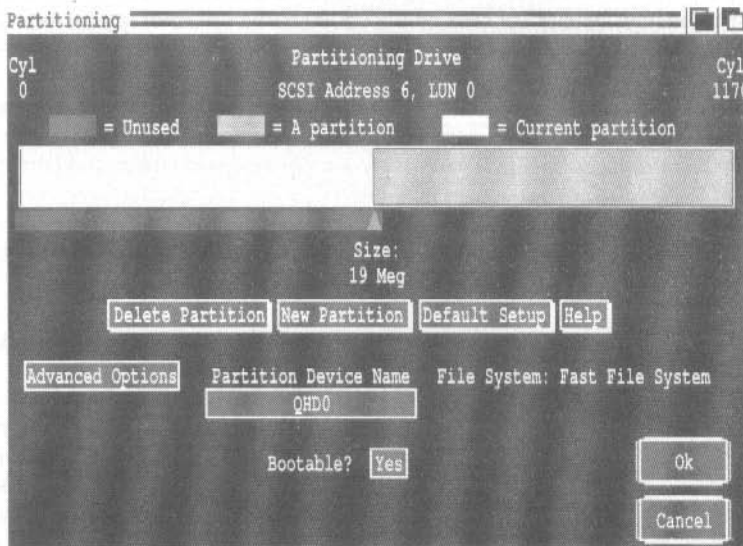 Partitioning
Partitioning Drive
Cyl
0
SCSI Address 6, LUN 0
Cyl
= Unused
= A partition
= Current partition
Size:
19 Meg
Delete Partition
New Partition
Default Setup
Help
Advanced Options
Partition Device Name
File System: Fast File System
QHD0
Bootable?
Yes
Ok
Cancel